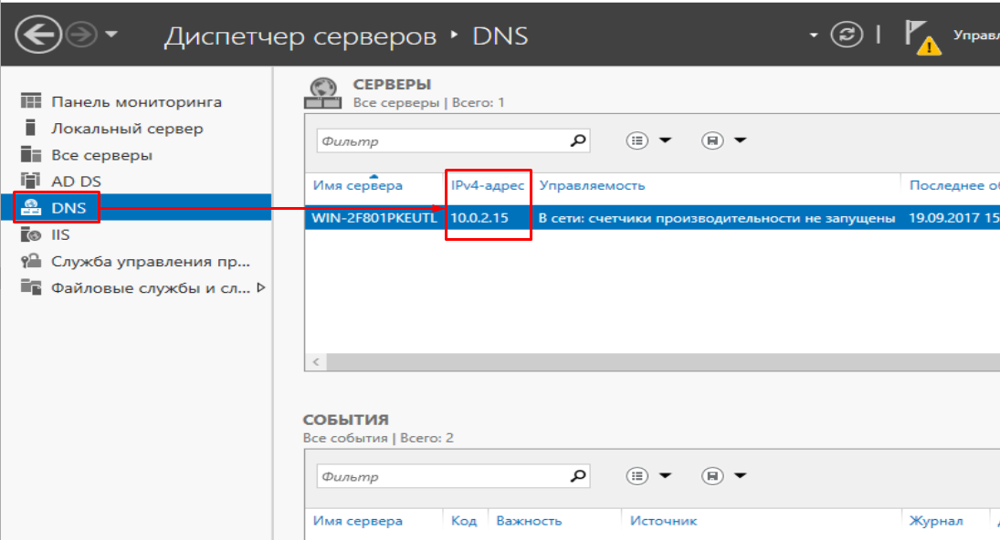 Диспетчер серверов ‣ DNS
Управл
Панель мониторинга
Локальный сервер
Все серверы
AD DS
DNS
IIS
Служба управления пр...
Файловые службы и сл...
СЕРВЕРЫ
Все серверы | Всего: 1
Фильтр
Имя сервера IPv4-адрес Управляемость Последнее об
WIN-2F801PKEUTL 10.0.2.15 В сети: счетчики производительности не запущены 19.09.2017 15
СОБЫТИЯ
Все события | Всего: 2
Фильтр
Имя сервера Код Важность Источник Журнал